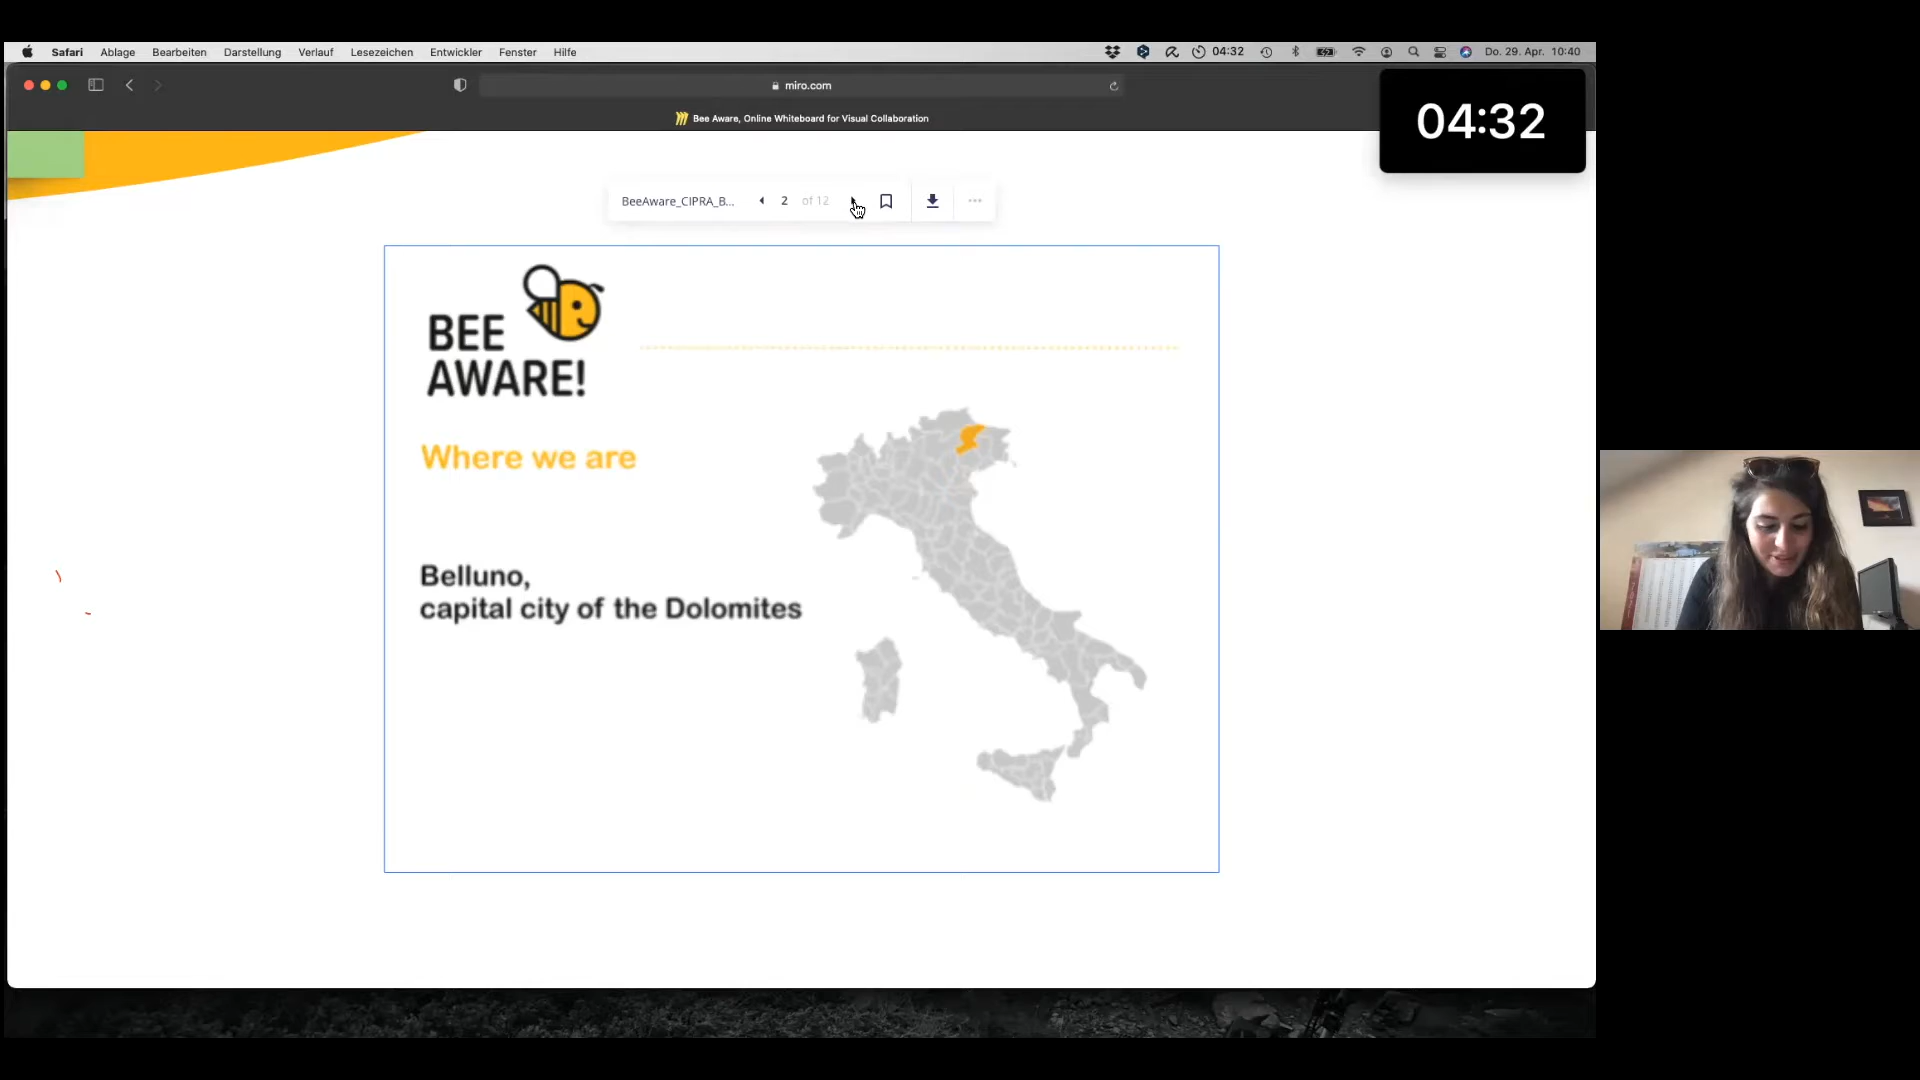 Safari Ablage Bearbeiten Darstellung Verlauf Lesezeichen Entwickler Fenster Hilfe 04:32 Do. 29. Apr. 10:40
miro.com
Bee Aware, Online Whiteboard for Visual Collaboration
04:32
BeeAware_CIPRA_B... 2 of 12
BEE
AWARE!
Where we are
Belluno,
capital city of the Dolomites